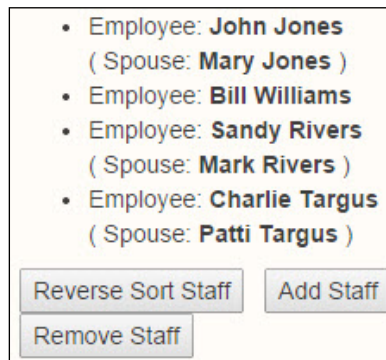 • Employee: John Jones
( Spouse: Mary Jones )
• Employee: Bill Williams
• Employee: Sandy Rivers
( Spouse: Mark Rivers )
• Employee: Charlie Targus
( Spouse: Patti Targus )
Reverse Sort Staff Add Staff
Remove Staff